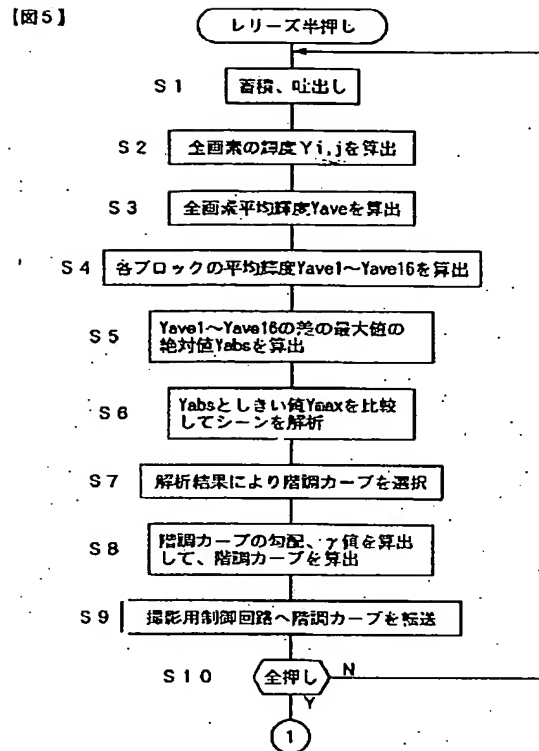 【図5】
レリーズ半押し
S1 蓄積、吐出し
S2 全画素の輝度Yi,jを算出
S3 全画素平均輝度Yaveを算出
S4 各ブロックの平均輝度Yave1～Yave16を算出
S5 Yave1～Yave16の差の最大値の
絶対値Yabsを算出
S6 Yabsとしきい値Ymaxを比較
してシーンを解析
S7 解析結果により階調カーブを選択
S8 階調カーブの勾配、γ値を算出
して、階調カーブを算出
S9 撮影用制御回路へ階調カーブを転送
S10 全押し N
Y
1